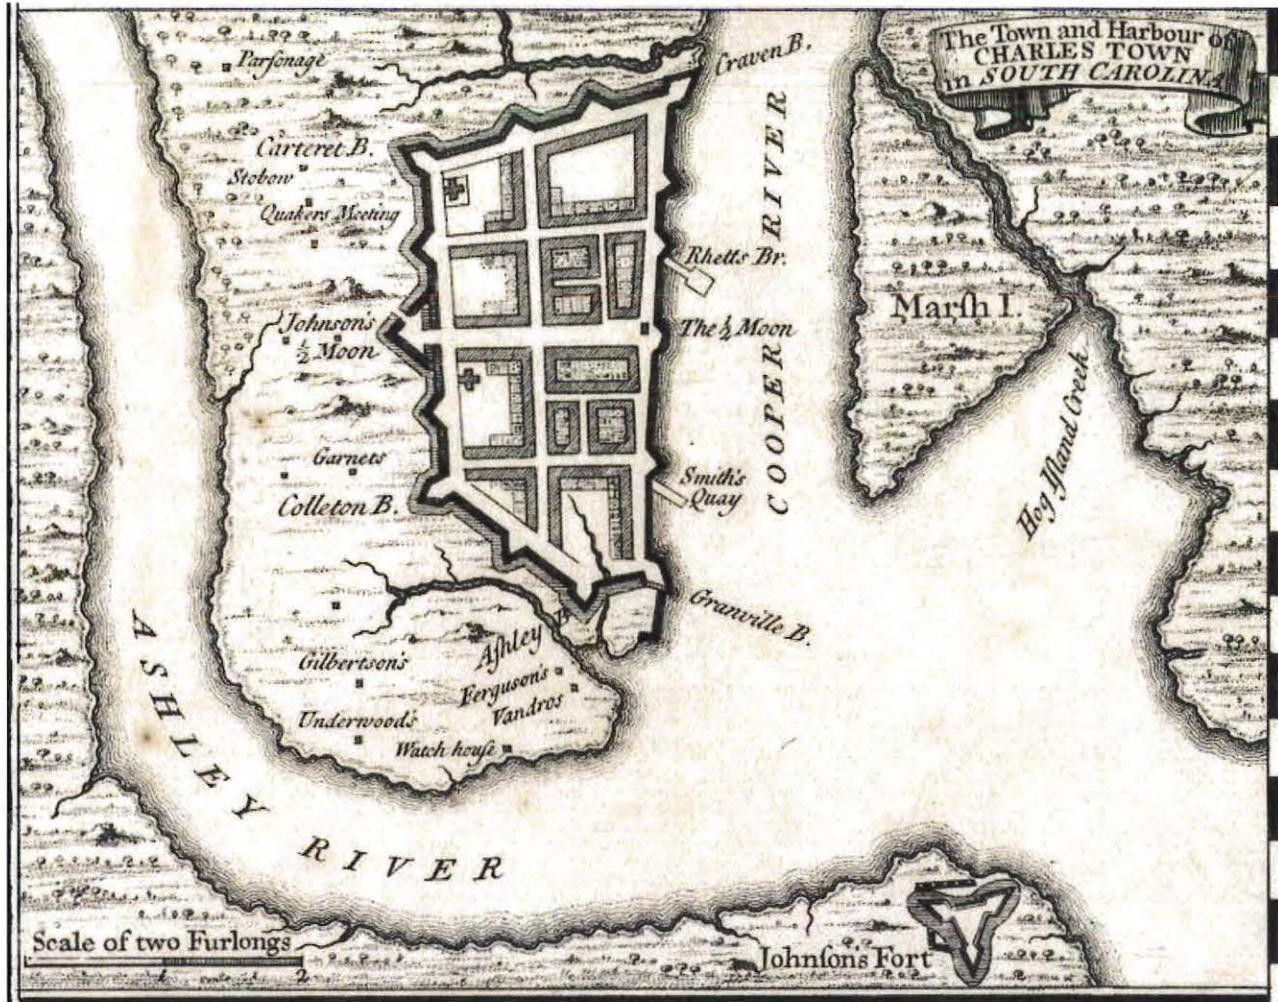 The Town and Harbour of
CHARLES TOWN
in SOUTH CAROLINA
Craven B.
Parſonage
Carteret B.
Stobow
Quakers Meeting
COOPER RIVER
Rhetts Br.
Marſh I.
Johnson's
½ Moon
The ½ Moon
Hog Iſland Creek
Garnets
Colleton B.
Smith's
Quay
Granville B.
ASHLEY RIVER
Gilbertson's
Aſhley B
Ferguson's
Vandros
Underwood's
Watch houſe
Scale of two Furlongs
1 2
Johnſon's Fort